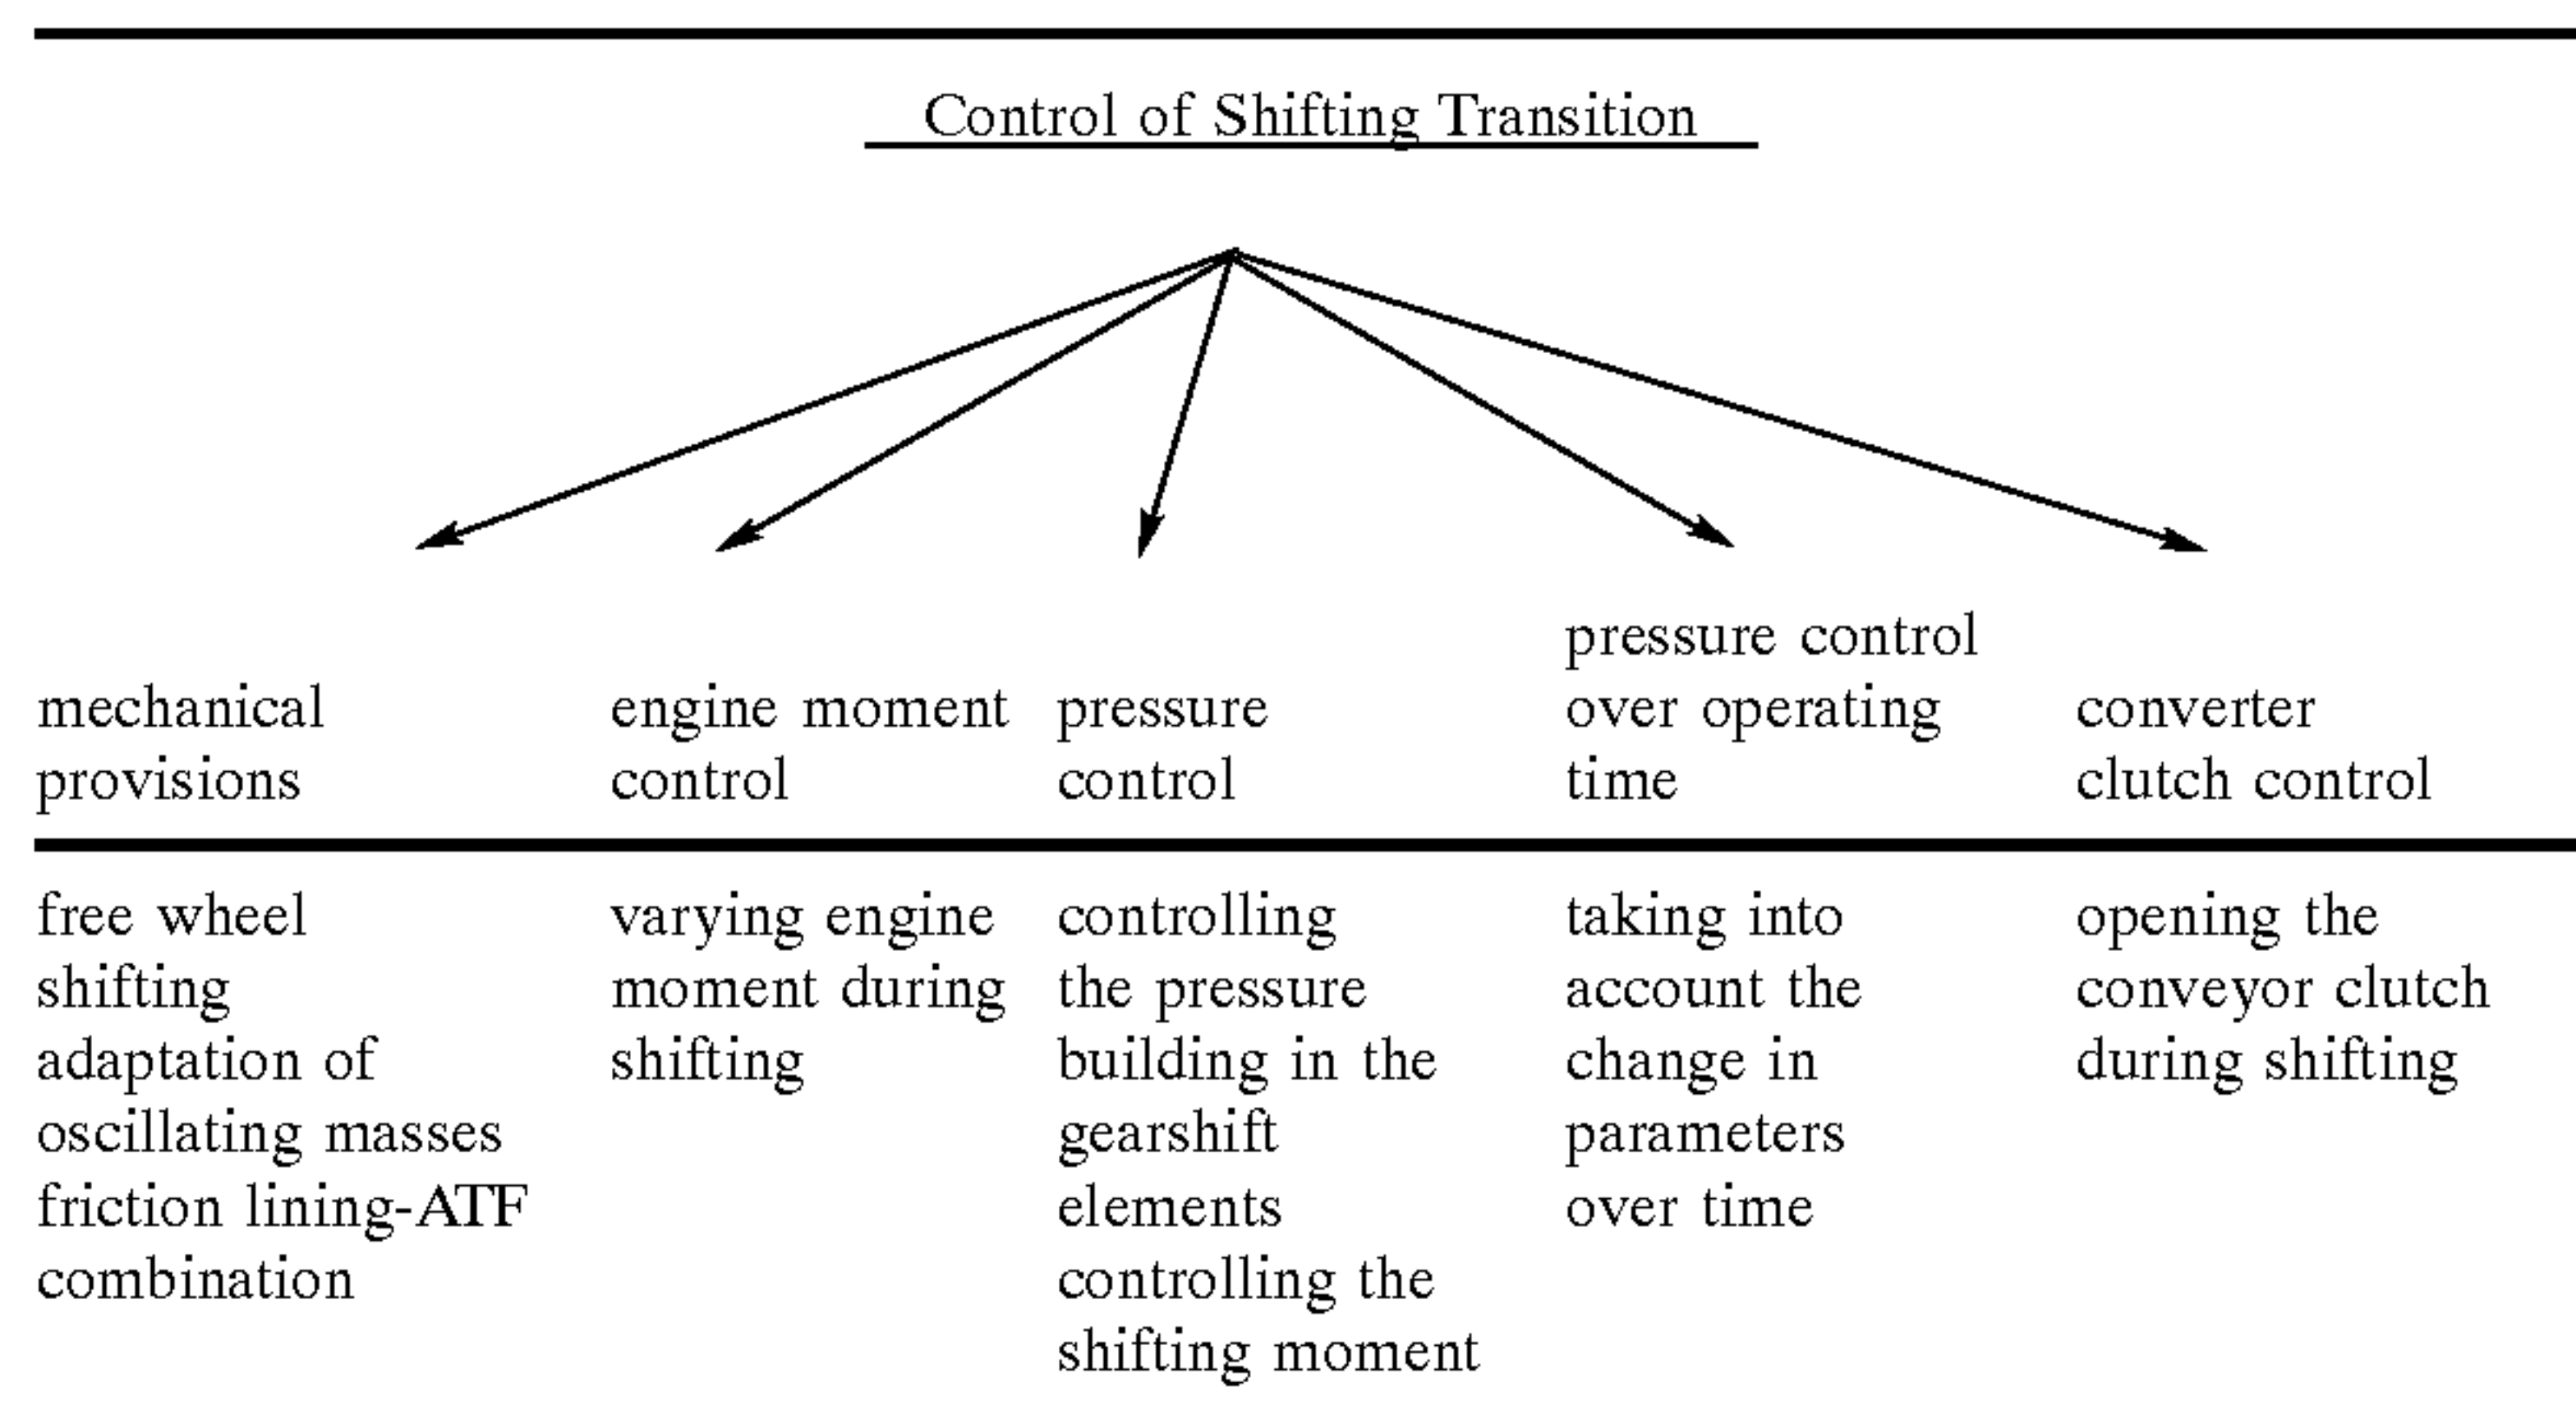 Control of Shifting Transition
mechanical
provisions
engine moment
control
pressure
control
pressure control
over operating
time
converter
clutch control
free wheel
shifting
adaptation of
oscillating masses
friction lining-ATF
combination
varying engine
moment during
shifting
controlling
the pressure
building in the
gearshift
elements
controlling the
shifting moment
taking into
account the
change in
parameters
over time
opening the
conveyor clutch
during shifting